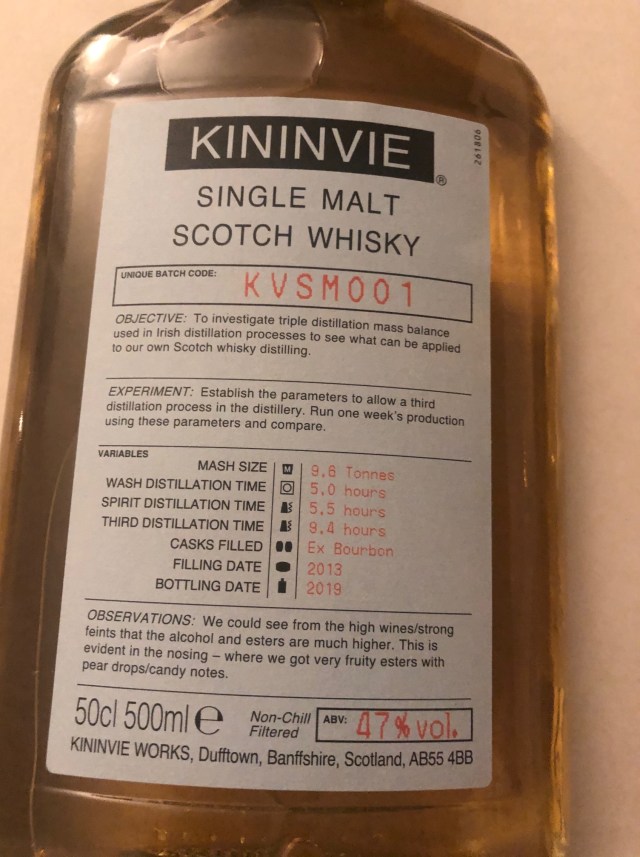 KININVIE®
261806
SINGLE MALT
SCOTCH WHISKY
UNIQUE BATCH CODE: KVSM001
OBJECTIVE: To investigate triple distillation mass balance
used in Irish distillation processes to see what can be applied
to our own Scotch whisky distilling.
EXPERIMENT: Establish the parameters to allow a third
distillation process in the distillery. Run one week's production
using these parameters and compare.
VARIABLES
MASH SIZE M 9.6 Tonnes
WASH DISTILLATION TIME 5.0 hours
SPIRIT DISTILLATION TIME 5.5 hours
THIRD DISTILLATION TIME 9.4 hours
CASKS FILLED Ex Bourbon
FILLING DATE 2013
BOTTLING DATE 2019
OBSERVATIONS: We could see from the high wines/strong
feints that the alcohol and esters are much higher. This is
evident in the nosing – where we got very fruity esters with
pear drops/candy notes.
50cl 500ml e Non-Chill
Filtered
ABV: 47% vol.
KININVIE WORKS, Dufftown, Banffshire, Scotland, AB55 4BB